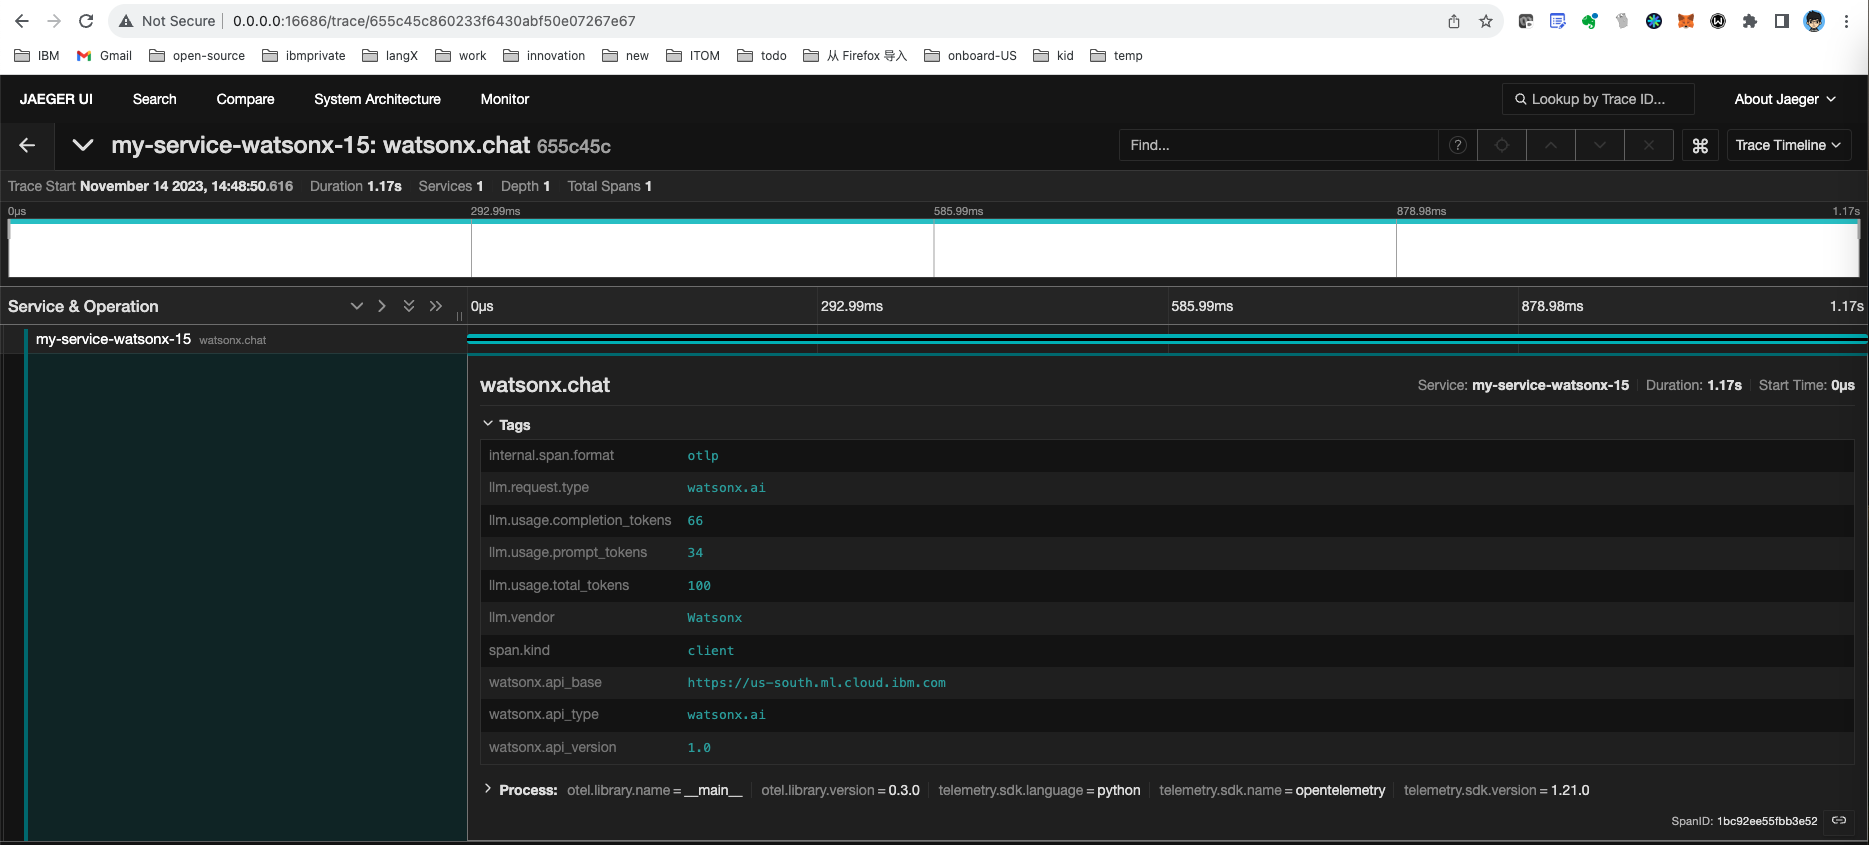 Not Secure 0.0.0.0:16686/trace/655c45c860233f6430abf50e07267e67
IBM Gmail open-source ibmprivate langX work innovation new ITOM todo 从 Firefox 导入 onboard-US kid temp
JAEGER UI Search Compare System Architecture Monitor Lookup by Trace ID... About Jaeger
my-service-watsonx-15: watsonx.chat 655c45c Find... ? ⌘ Trace Timeline
Trace Start November 14 2023, 14:48:50.616 Duration 1.17s Services 1 Depth 1 Total Spans 1
0μs 292.99ms 585.99ms 878.98ms 1.17s
Service & Operation 0μs 292.99ms 585.99ms 878.98ms 1.17s
my-service-watsonx-15 watsonx.chat
watsonx.chat Service: my-service-watsonx-15 Duration: 1.17s Start Time: 0μs
Tags
internal.span.format otlp
llm.request.type watsonx.ai
llm.usage.completion_tokens 66
llm.usage.prompt_tokens 34
llm.usage.total_tokens 100
llm.vendor Watsonx
span.kind client
watsonx.api_base https://us-south.ml.cloud.ibm.com
watsonx.api_type watsonx.ai
watsonx.api_version 1.0
Process: otel.library.name = __main__ otel.library.version = 0.3.0 telemetry.sdk.language = python telemetry.sdk.name = opentelemetry telemetry.sdk.version = 1.21.0
SpanID: 1bc92ee55fbb3e52